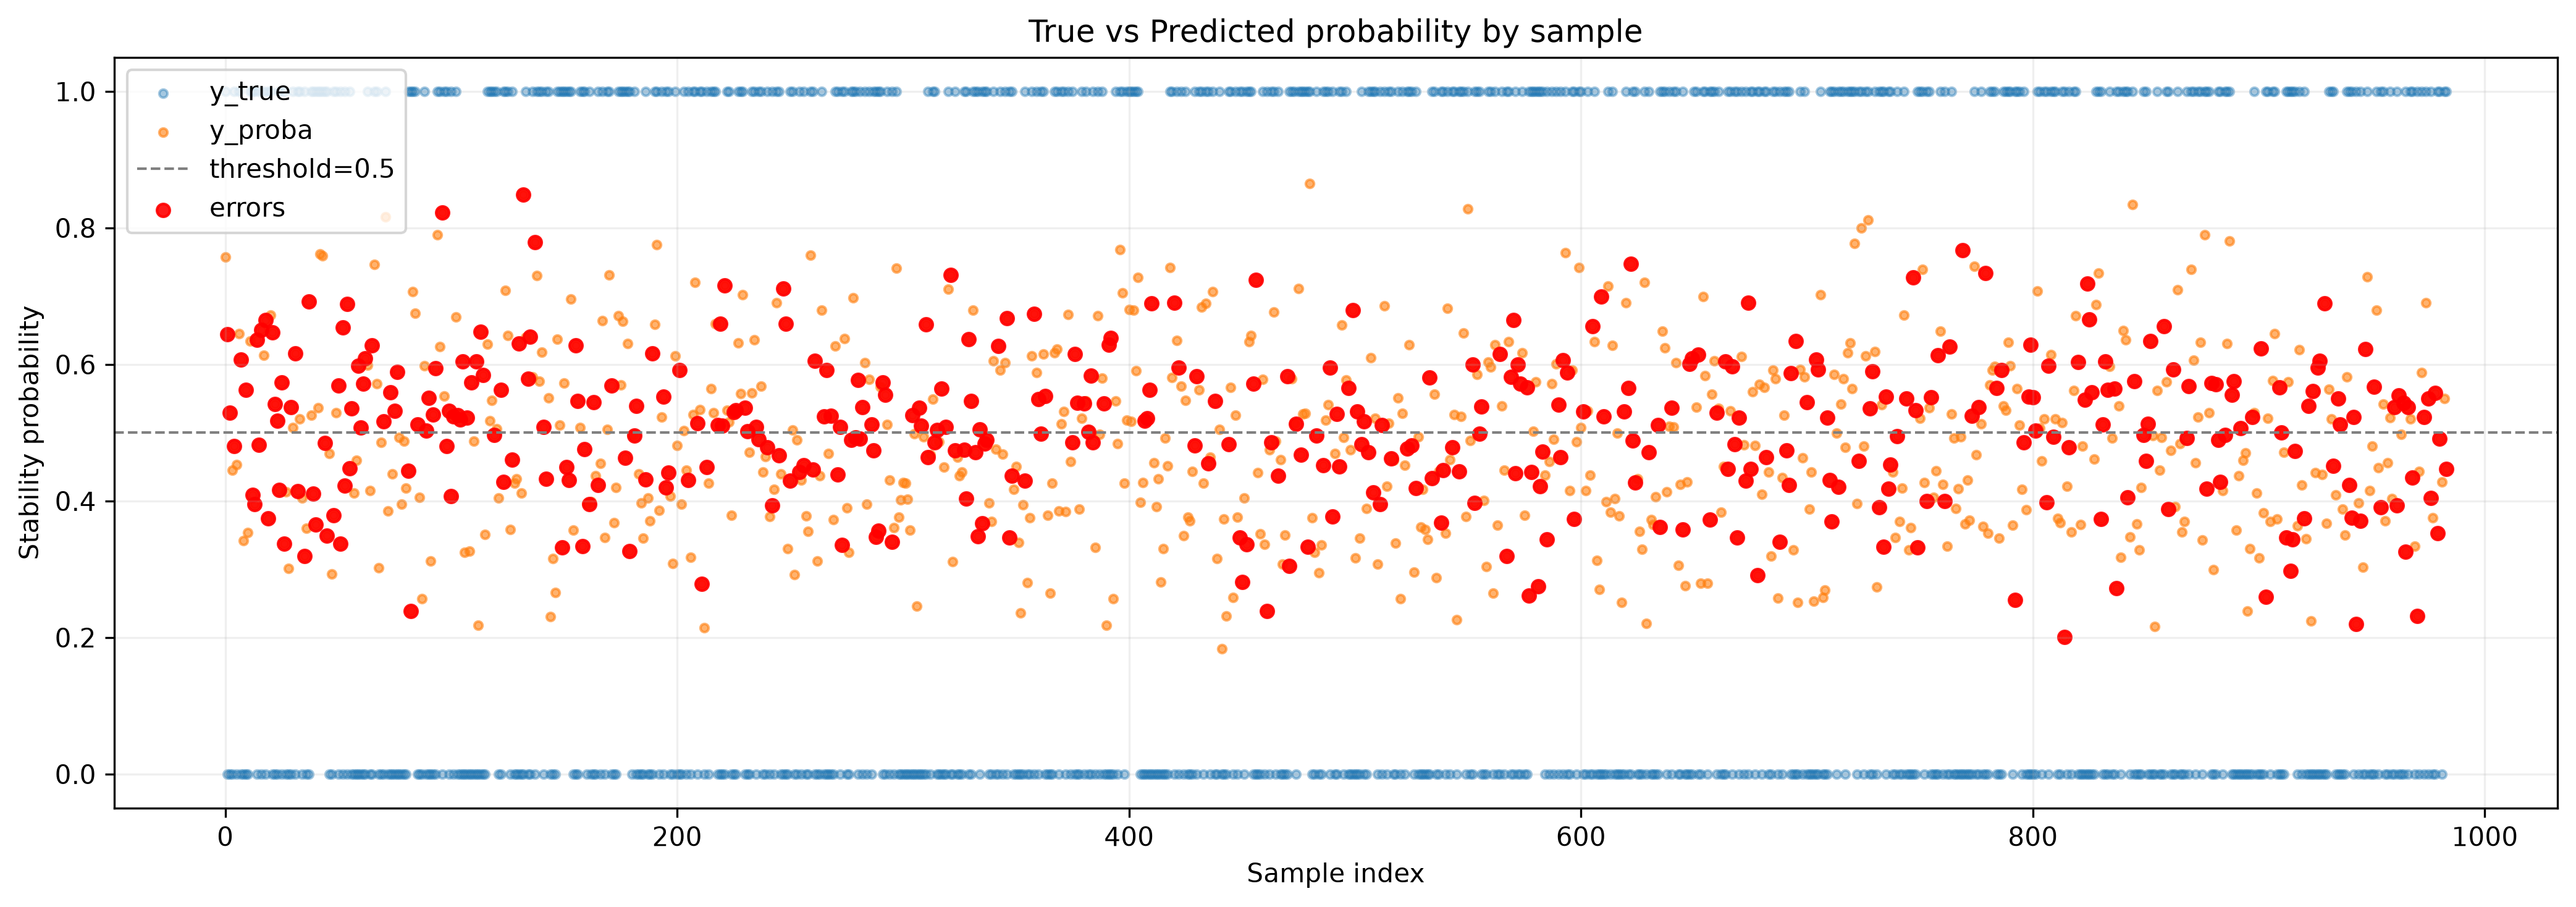 True vs Predicted probability by sample
y_true
y_proba
threshold=0.5
errors
Stability probability
1.0
0.8
0.6
0.4
0.2
0.0
0 200 400 600 800 1000
Sample index